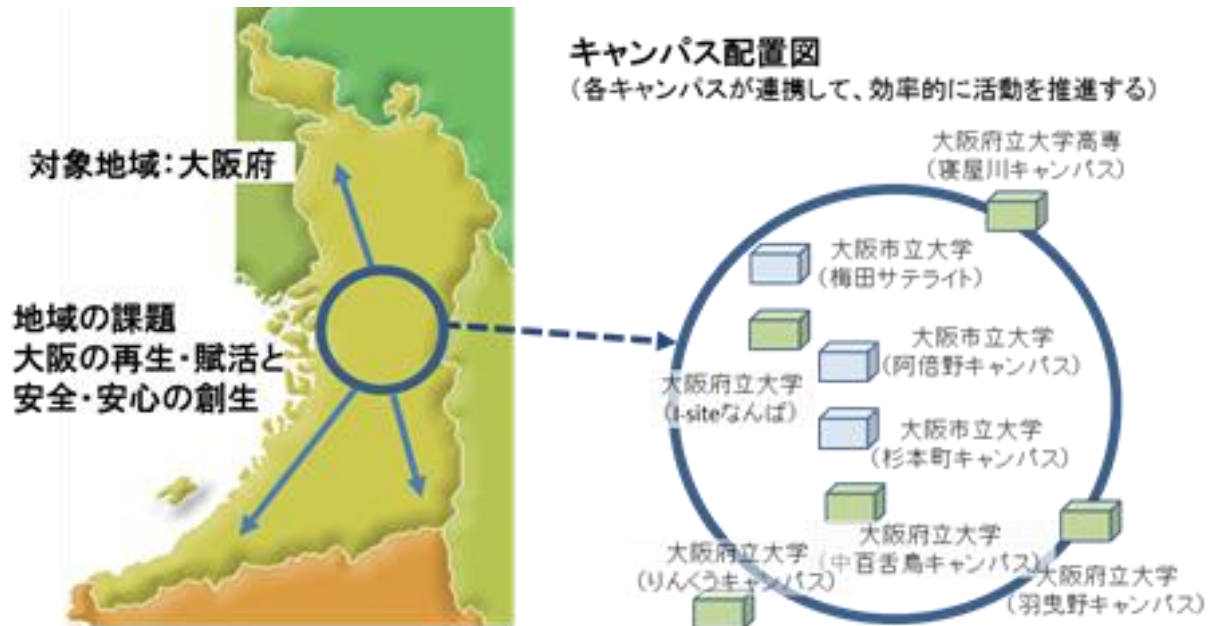 対象地域：大阪府
地域の課題
大阪の再生・賦活と
安全・安心の創生
キャンパス配置図
（各キャンパスが連携して、効率的に活動を推進する）
大阪府立大学高専
（寝屋川キャンパス）
大阪市立大学
（梅田サテライト）
大阪市立大学
（阿倍野キャンパス）
大阪府立大学
（I-siteなんば）
大阪市立大学
（杉本町キャンパス）
大阪府立大学
（中百舌鳥キャンパス）
大阪府立大学
（りんくうキャンパス）
大阪府立大学
（羽曳野キャンパス）